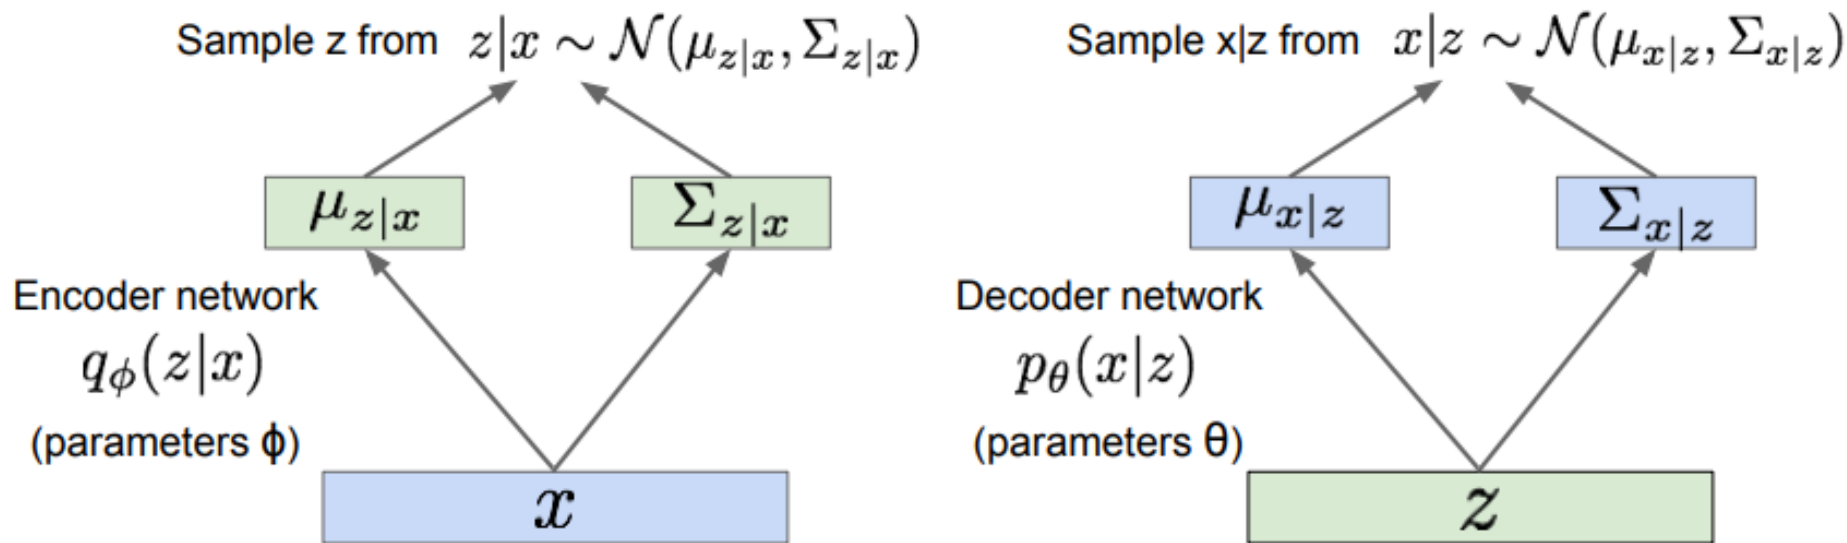 Sample z from z|x ∼ 𝒩(μ_{z|x}, Σ_{z|x})
μ_{z|x}
Σ_{z|x}
Encoder network
q_ϕ(z|x)
(parameters ϕ)
x
Sample x|z from x|z ∼ 𝒩(μ_{x|z}, Σ_{x|z})
μ_{x|z}
Σ_{x|z}
Decoder network
p_θ(x|z)
(parameters θ)
z